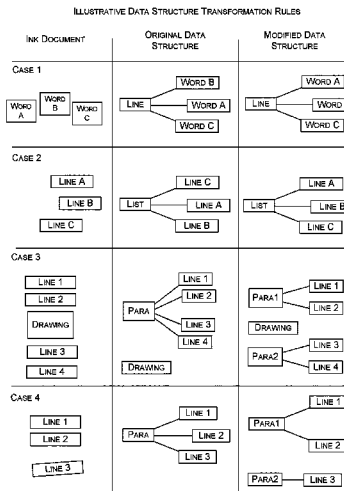 ILLUSTRATIVE DATA STRUCTURE TRANSFORMATION RULES
INK DOCUMENT
ORIGINAL DATA STRUCTURE
MODIFIED DATA STRUCTURE
CASE 1
WORD A
WORD B
WORD C
LINE
WORD B
WORD A
WORD C
LINE
WORD A
WORD
WORD C
CASE 2
LINE A
LINE B
LINE C
LIST
LINE C
LINE A
LINE B
LIST
LINE A
LINE B
LINE C
CASE 3
LINE 1
LINE 2
DRAWING
LINE 3
LINE 4
PARA
LINE 1
LINE 2
LINE 3
LINE 4
DRAWING
PARA1
LINE 1
LINE 2
DRAWING
PARA2
LINE 3
LINE 4
CASE 4
LINE 1
LINE 2
LINE 3
PARA
LINE 1
LINE 2
LINE 3
PARA1
LINE 1
LINE 2
PARA2
LINE 3